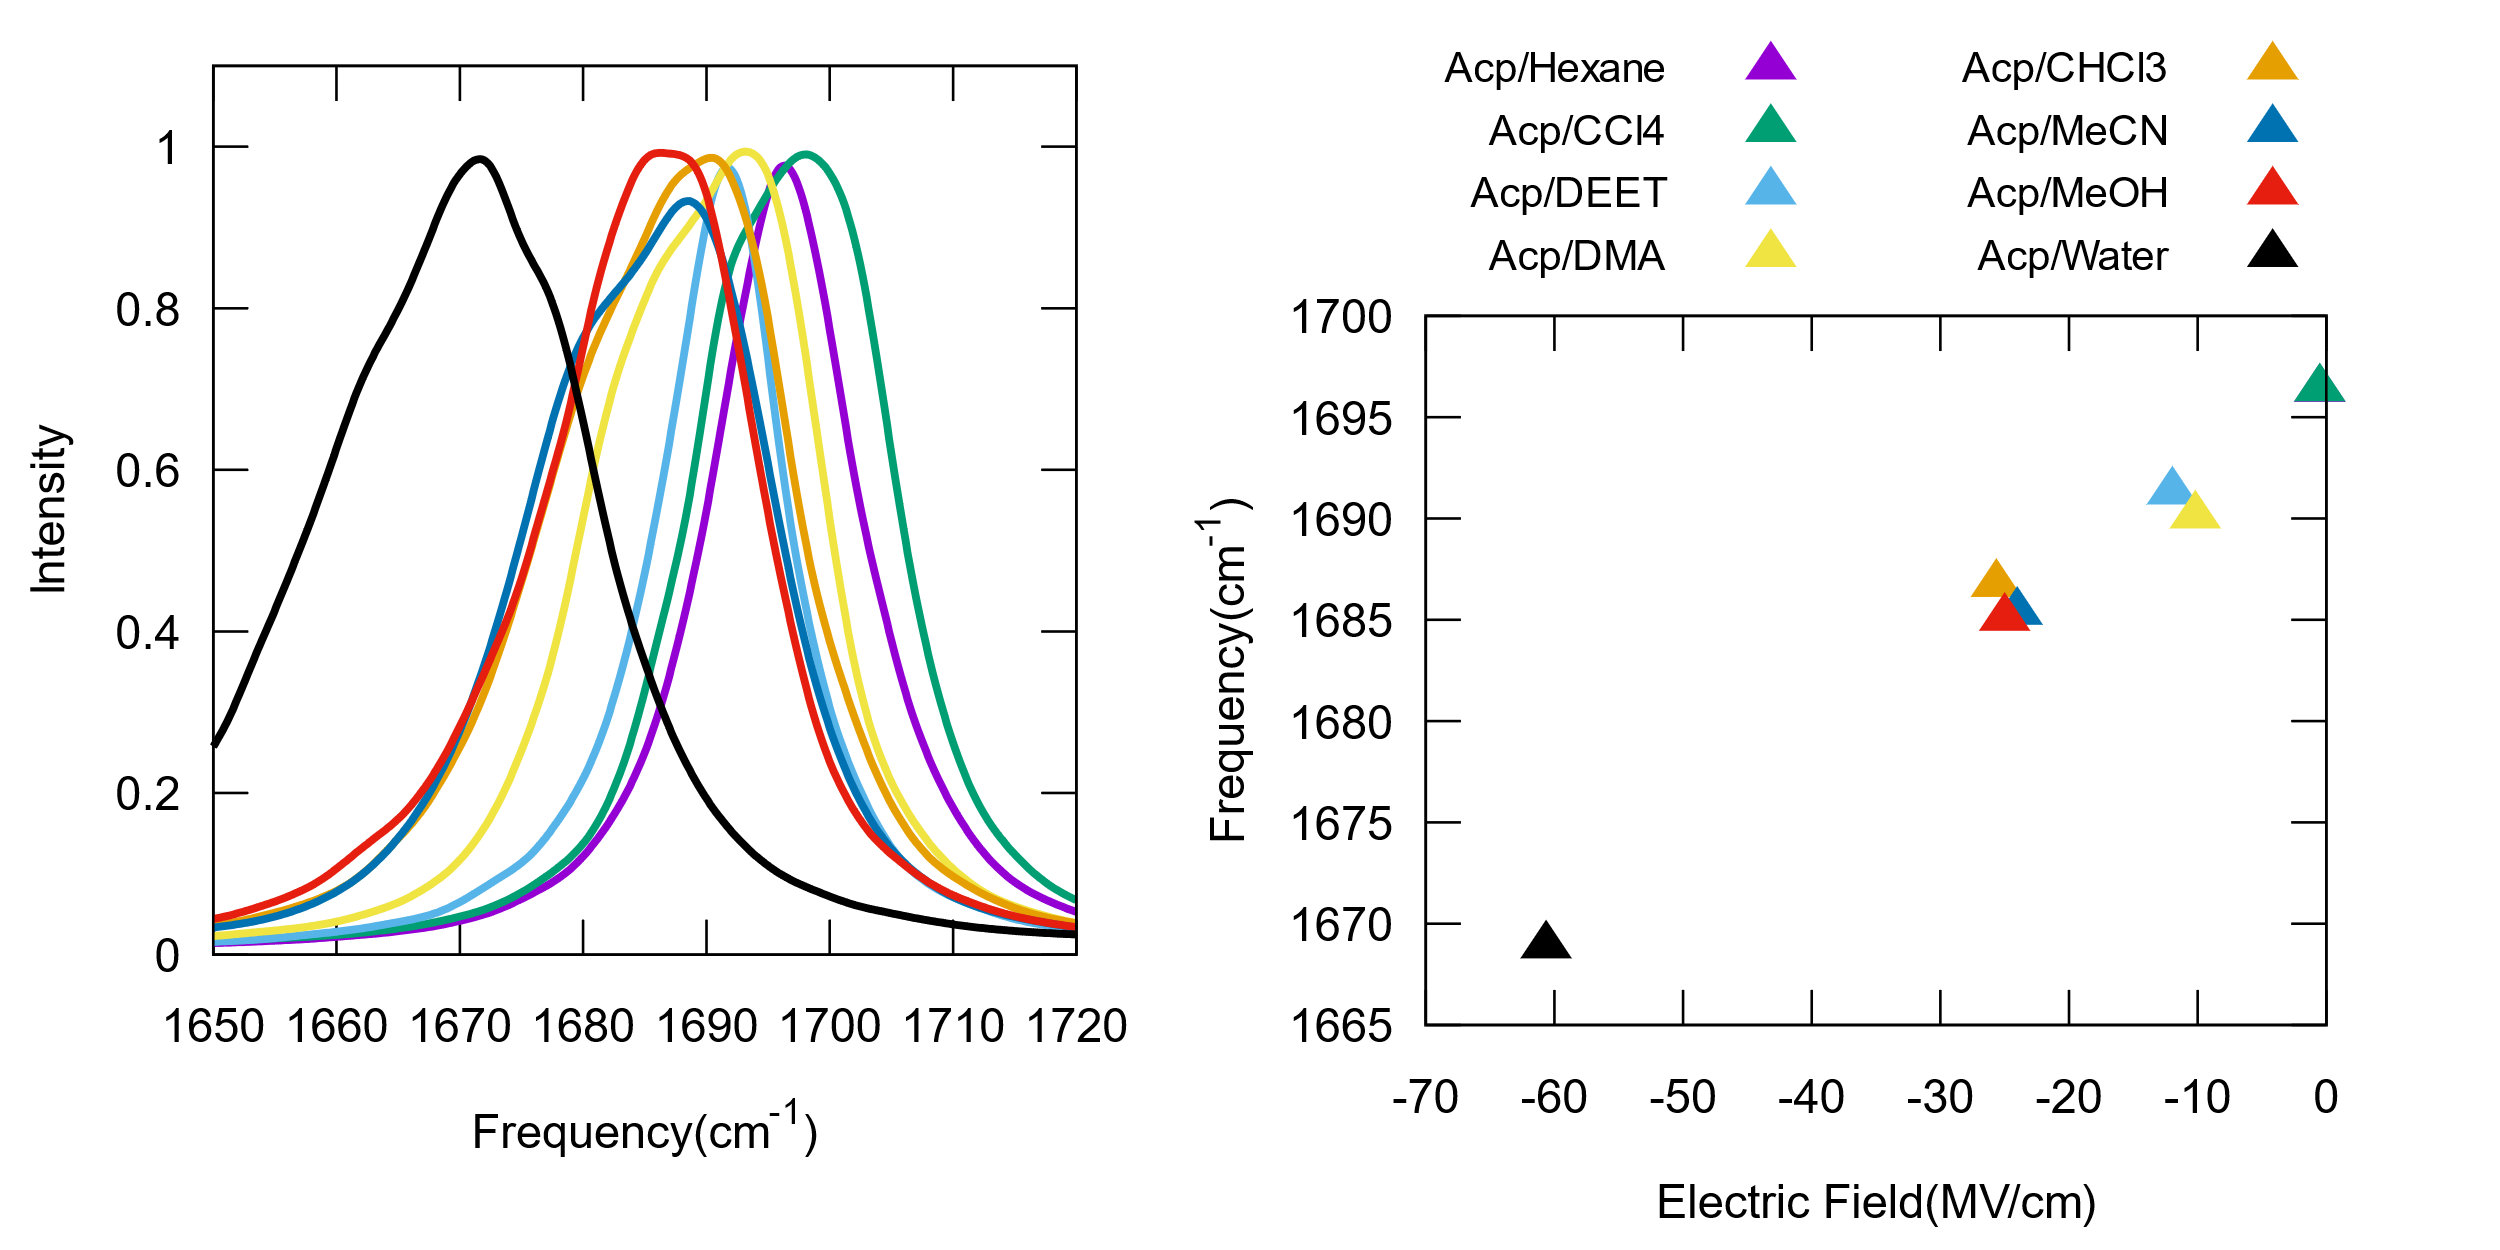 Intensity
1
0.8
0.6
0.4
0.2
0
1650 1660 1670 1680 1690 1700 1710 1720
Frequency(cm-1)
Acp/Hexane
Acp/CCl4
Acp/DEET
Acp/DMA
Acp/CHCl3
Acp/MeCN
Acp/MeOH
Acp/Water
Frequency(cm-1)
1700
1695
1690
1685
1680
1675
1670
1665
-70 -60 -50 -40 -30 -20 -10 0
Electric Field(MV/cm)